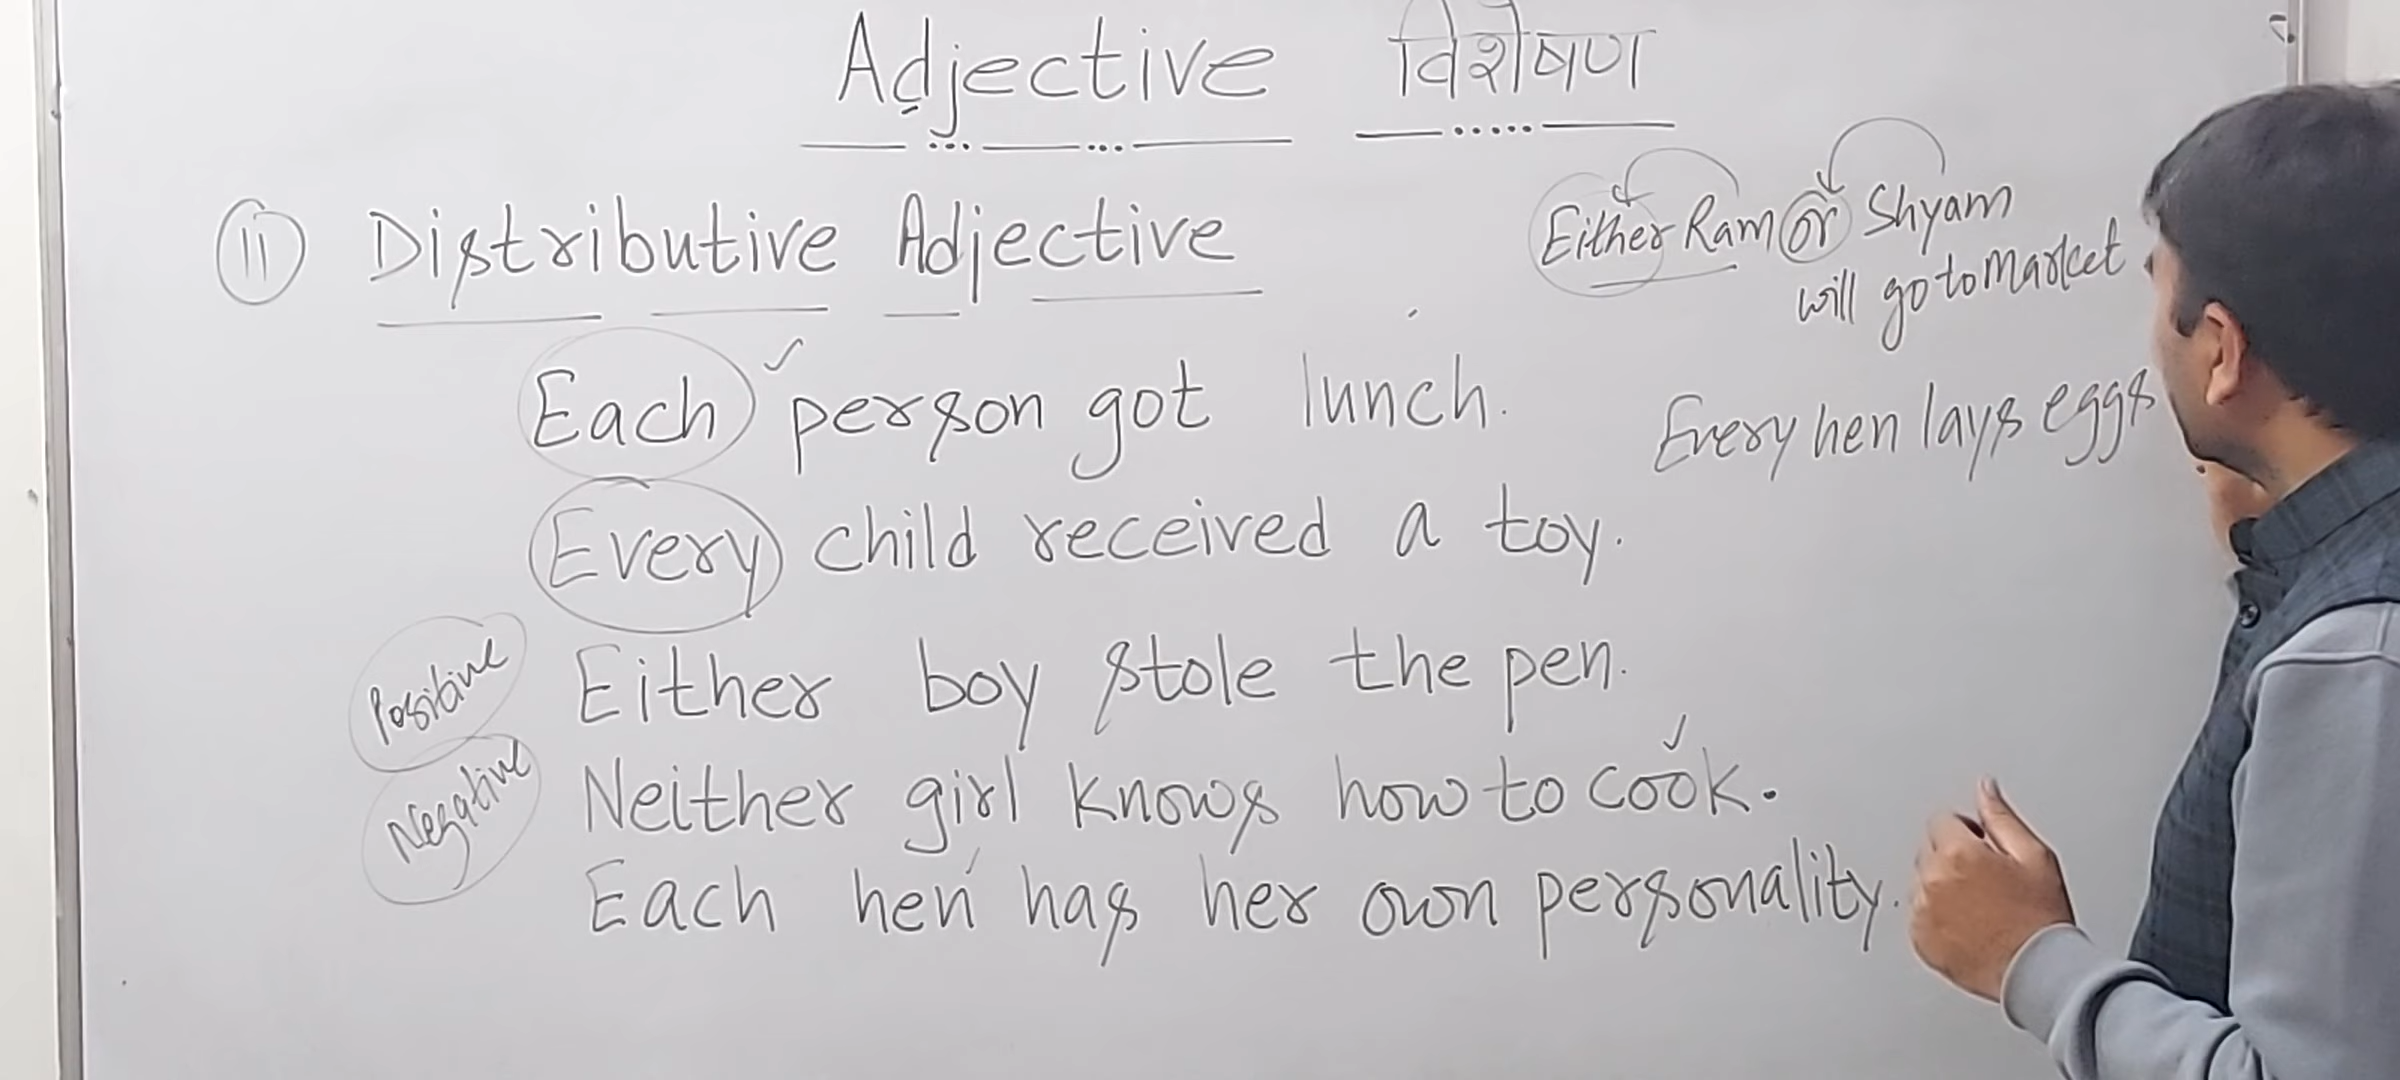 Adjective विशेषण
11 Distributive Adjective
Either Ram or Shyam
will go to Market
Each person got lunch.
Every hen lays eggs
Every child received a toy.
Positive
Either boy stole the pen.
Negative
Neither girl knows how to cook.
Each hen has her own personality.